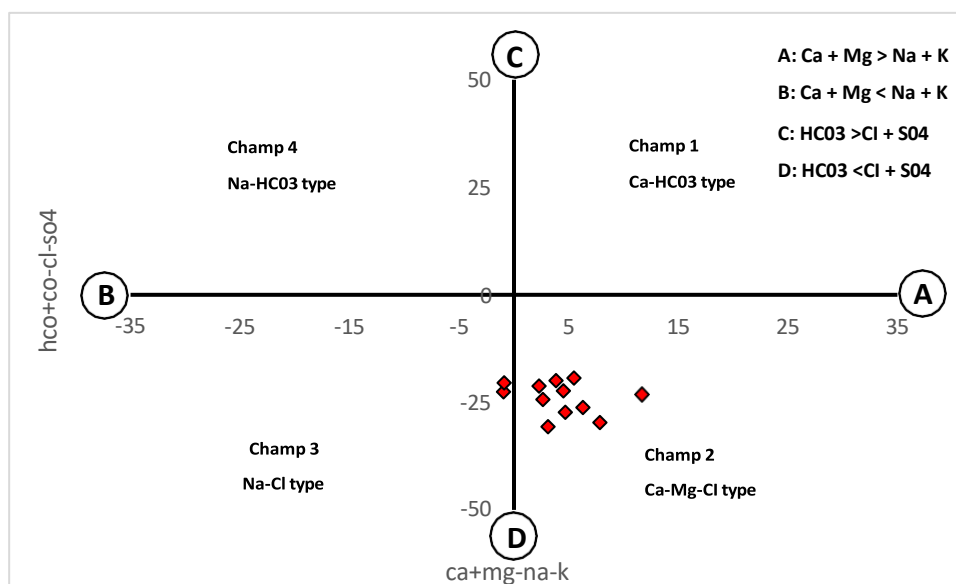 C
A: Ca + Mg > Na + K
50
B: Ca + Mg < Na + K
C: HC03 >Cl + S04
Champ 4
Champ 1
D: HC03 <Cl + S04
Na-HC03 type
25
Ca-HC03 type
hco+co-cl-so4
B
0
A
-35 -25 -15 -5 5 15 25 35
-25
Champ 3
Champ 2
Na-Cl type
Ca-Mg-Cl type
-50
D
ca+mg-na-k